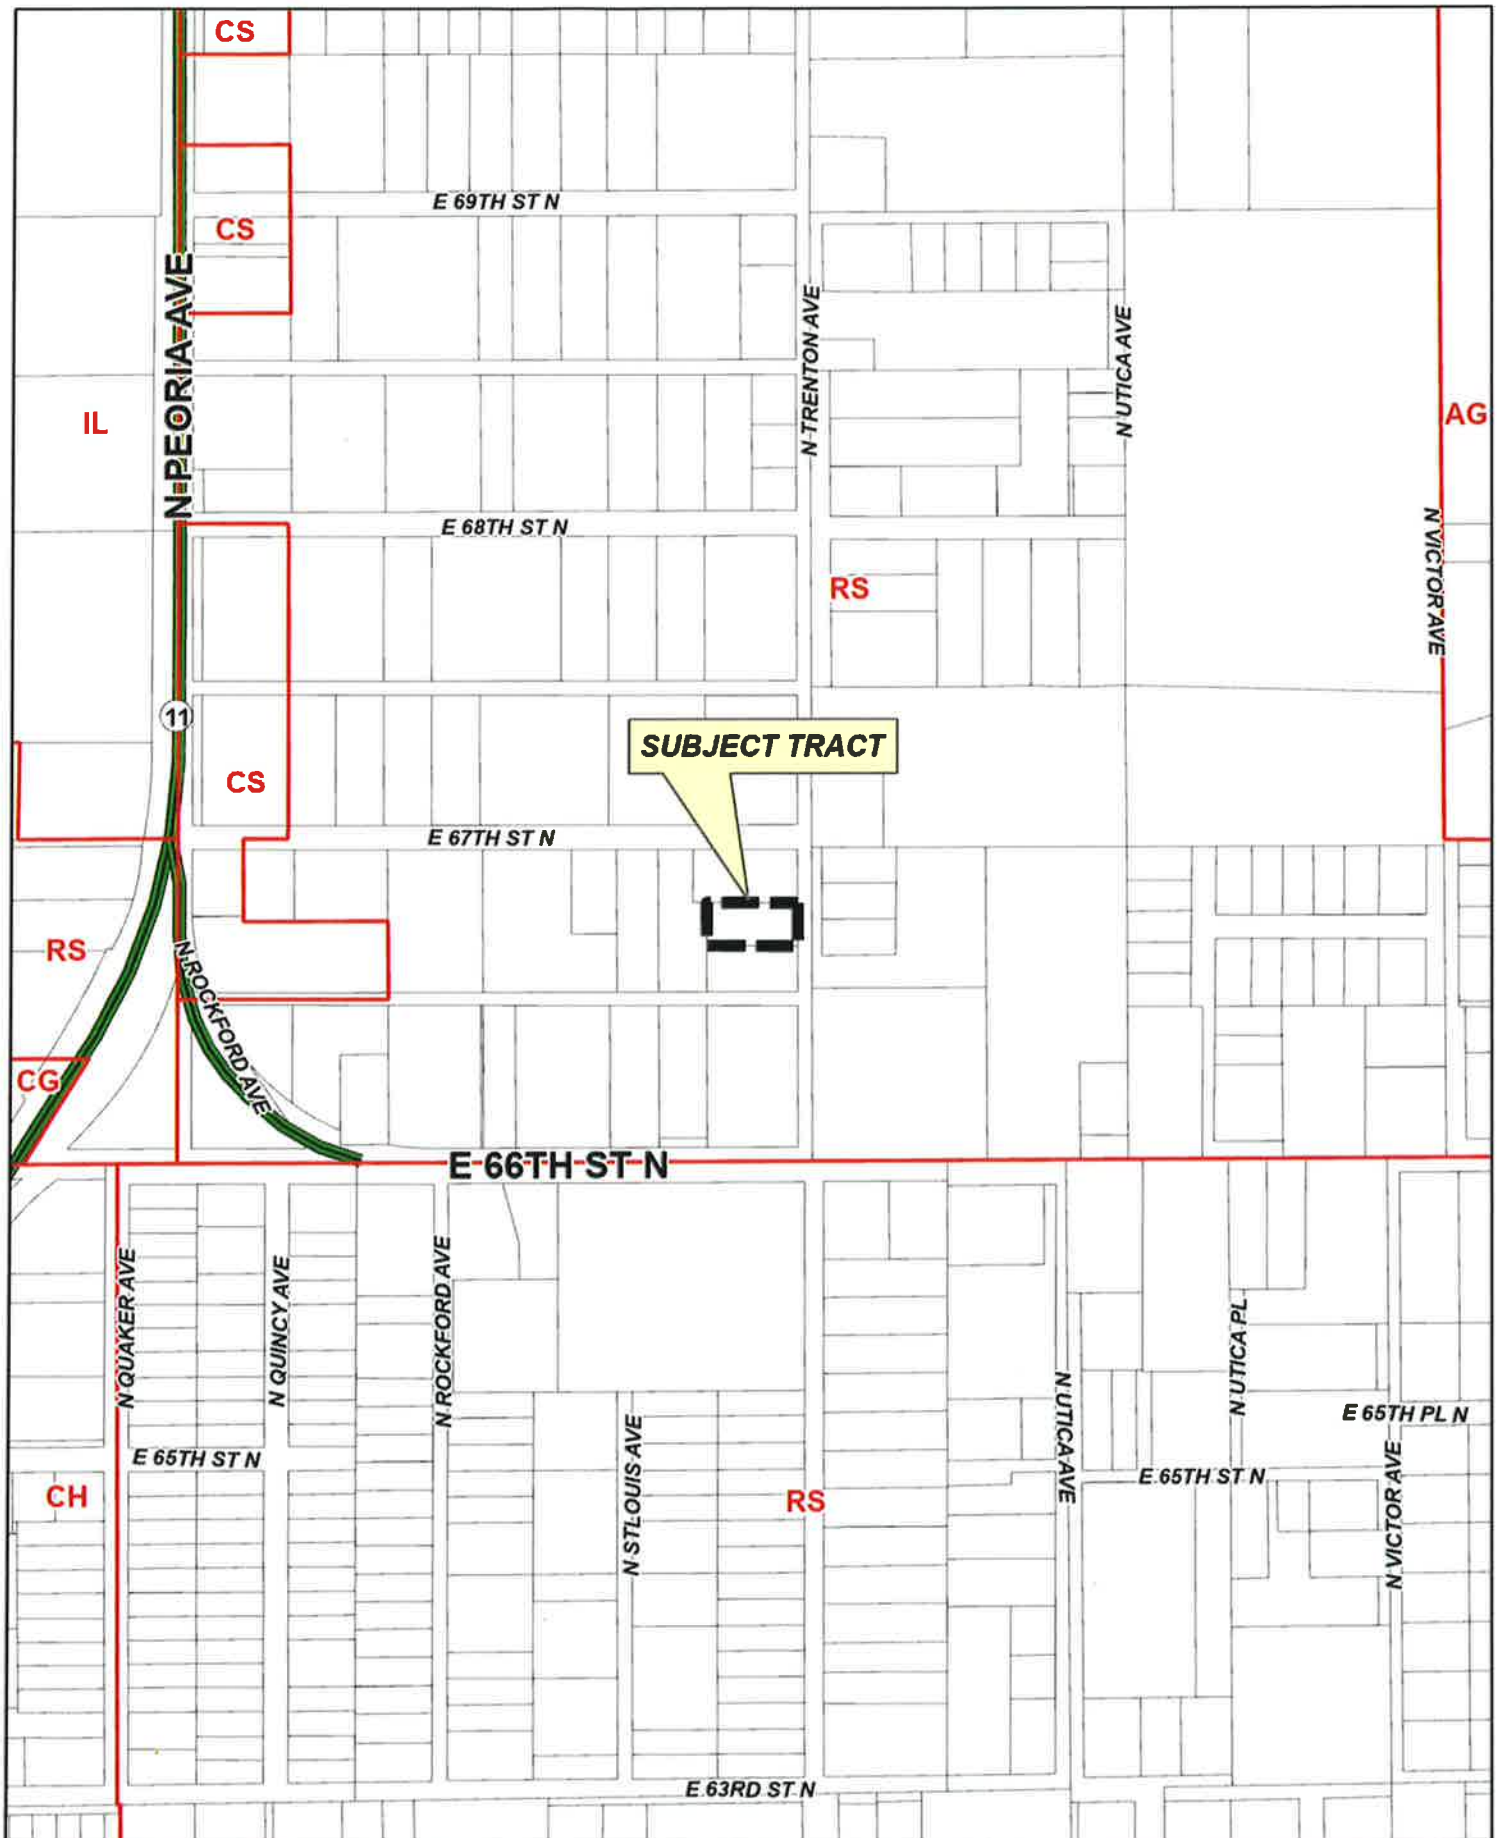 CS
E 69TH ST N
CS
N PEORIA AVE
N TRENTON AVE
N UTICA AVE
IL
AG
E 68TH ST N
N VICTOR AVE
RS
11
SUBJECT TRACT
CS
E 67TH ST N
RS
N ROCKFORD AVE
CG
E 66TH ST N
N QUAKER AVE
N QUINCY AVE
N ROCKFORD AVE
N UTICA PL
N UTICA AVE
E 65TH PL N
N STLOUIS AVE
E 65TH ST N
E 65TH ST N
N VICTOR AVE
CH
RS
E 63RD ST N